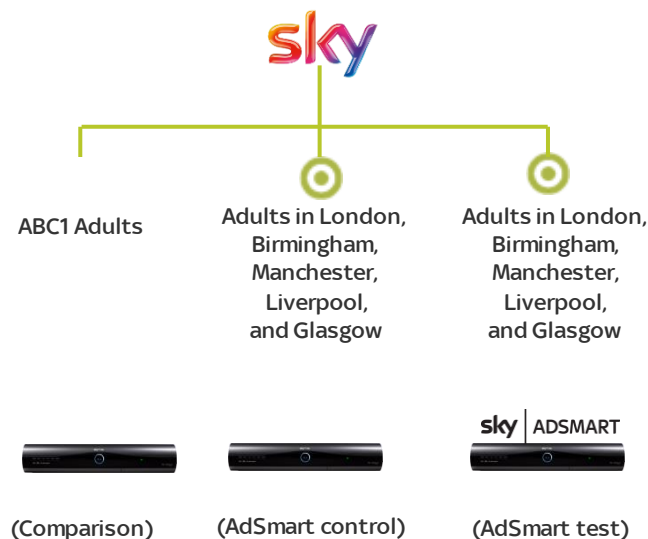 sky
ABC1 Adults
Adults in London,
Birmingham,
Manchester,
Liverpool,
and Glasgow
Adults in London,
Birmingham,
Manchester,
Liverpool,
and Glasgow
sky | ADSMART
(Comparison)
(AdSmart control)
(AdSmart test)